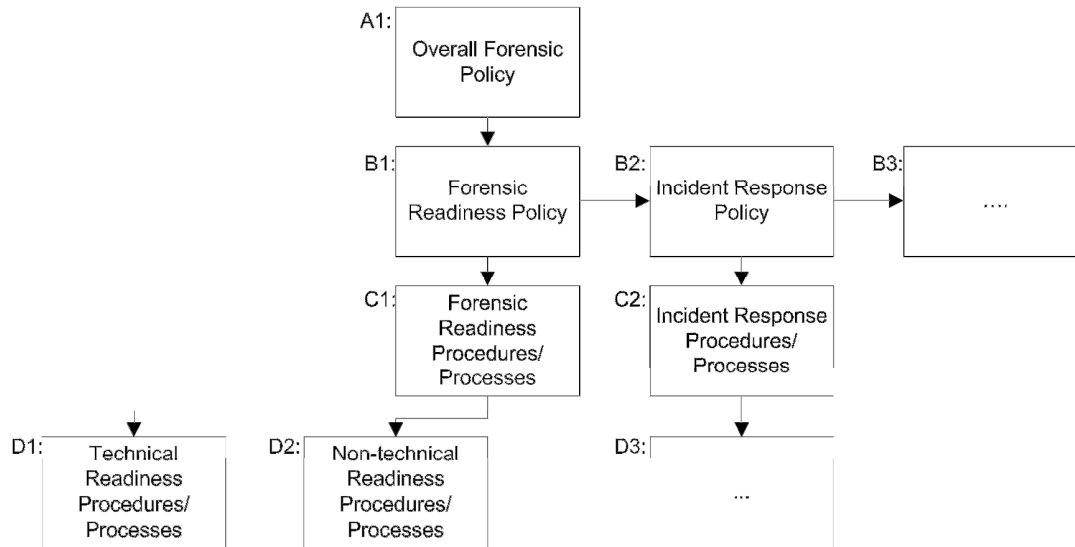 A1:
Overall Forensic
Policy
B1:
Forensic
Readiness Policy
B2:
Incident Response
Policy
B3:
....
C1:
Forensic
Readiness
Procedures/
Processes
C2:
Incident Response
Procedures/
Processes
D1:
Technical
Readiness
Procedures/
Processes
D2:
Non-technical
Readiness
Procedures/
Processes
D3:
...